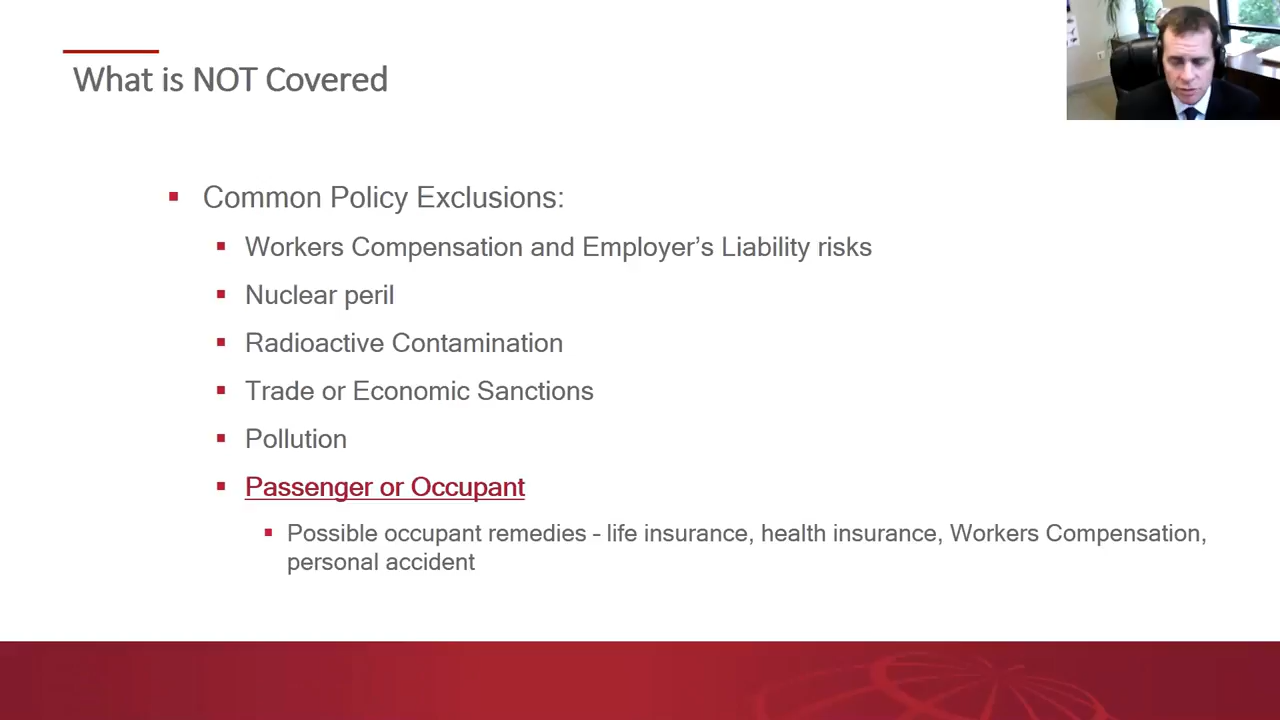 What is NOT Covered
Common Policy Exclusions:
Workers Compensation and Employer’s Liability risks
Nuclear peril
Radioactive Contamination
Trade or Economic Sanctions
Pollution
Passenger or Occupant
Possible occupant remedies - life insurance, health insurance, Workers Compensation,
personal accident